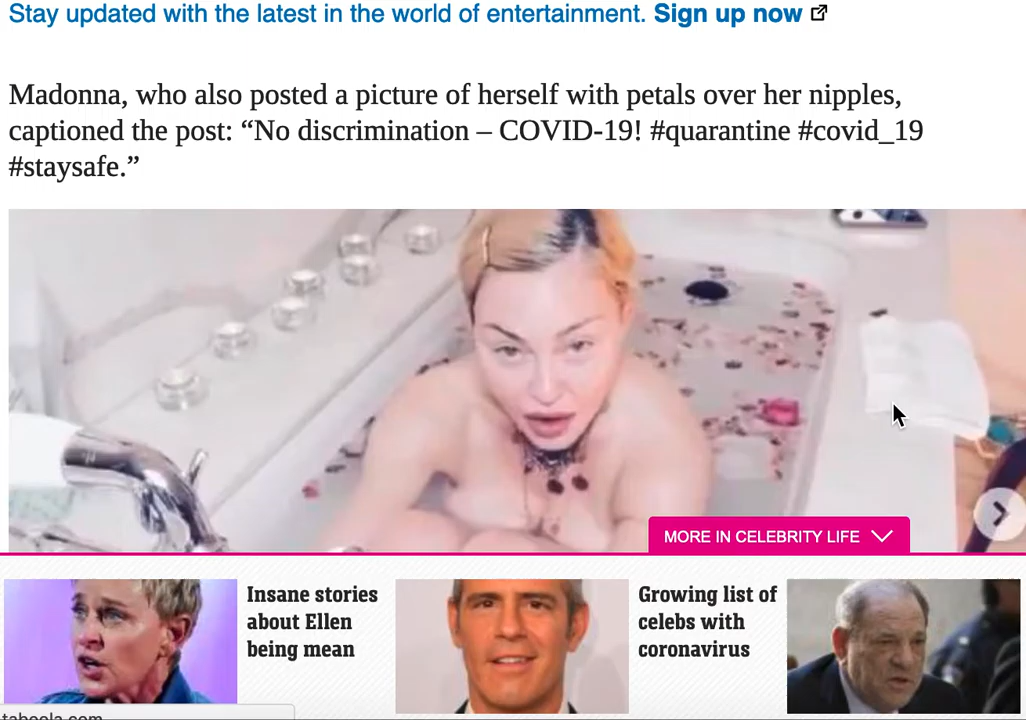 Stay updated with the latest in the world of entertainment. Sign up now
Madonna, who also posted a picture of herself with petals over her nipples,
captioned the post: “No discrimination – COVID-19! #quarantine #covid_19
#staysafe.”
MORE IN CELEBRITY LIFE
Insane stories
about Ellen
being mean
Growing list of
celebs with
coronavirus
taboola.com